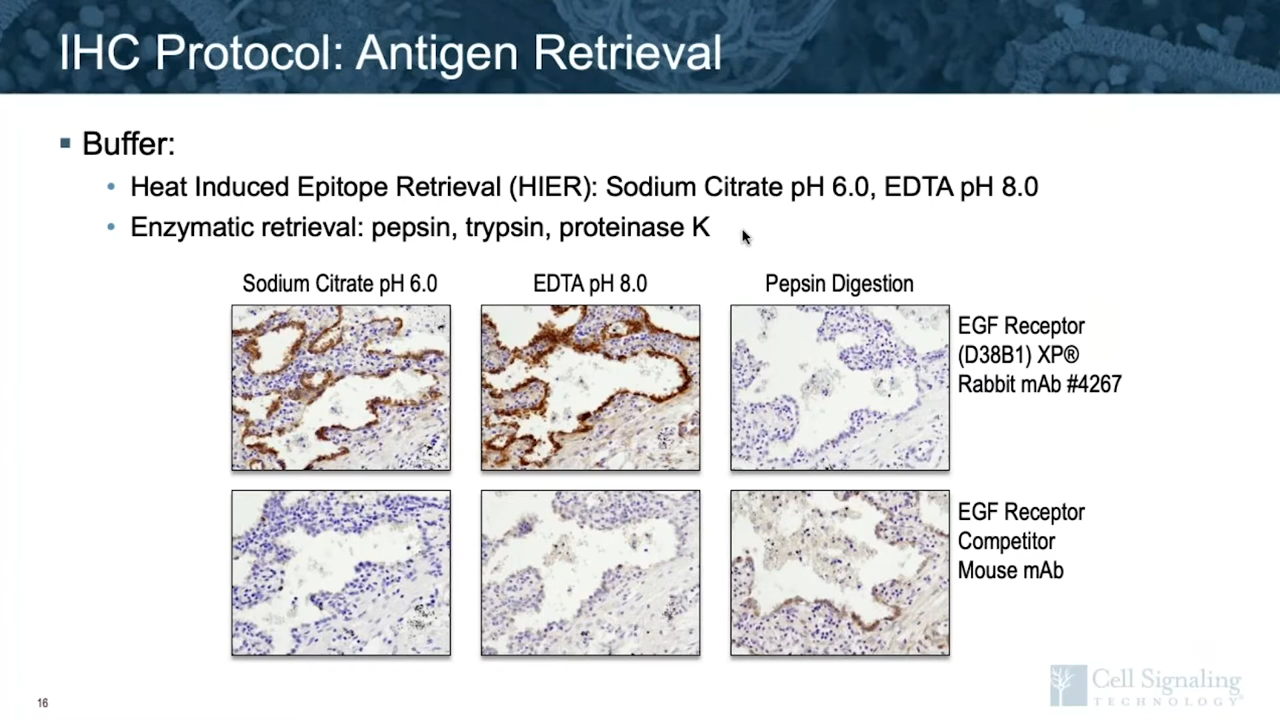 IHC Protocol: Antigen Retrieval
Buffer:
Heat Induced Epitope Retrieval (HIER): Sodium Citrate pH 6.0, EDTA pH 8.0
Enzymatic retrieval: pepsin, trypsin, proteinase K
Sodium Citrate pH 6.0
EDTA pH 8.0
Pepsin Digestion
EGF Receptor
(D38B1) XP®
Rabbit mAb #4267
EGF Receptor
Competitor
Mouse mAb
16
Cell Signaling
TECHNOLOGY®